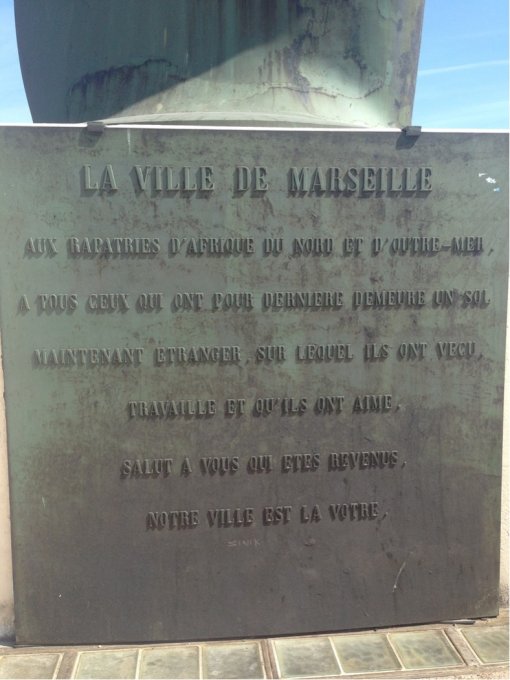 LA VILLE DE MARSEILLE
AUX RAPATRIES D'AFRIQUE DU NORD ET D'OUTRE-MER,
A TOUS CEUX QUI ONT POUR DERNIERE DEMEURE UN SOL
MAINTENANT ETRANGER, SUR LEQUEL ILS ONT VECU,
TRAVAILLE ET QU'ILS ONT AIME,
SALUT A VOUS QUI ETES REVENUS,
NOTRE VILLE EST LA VOTRE,